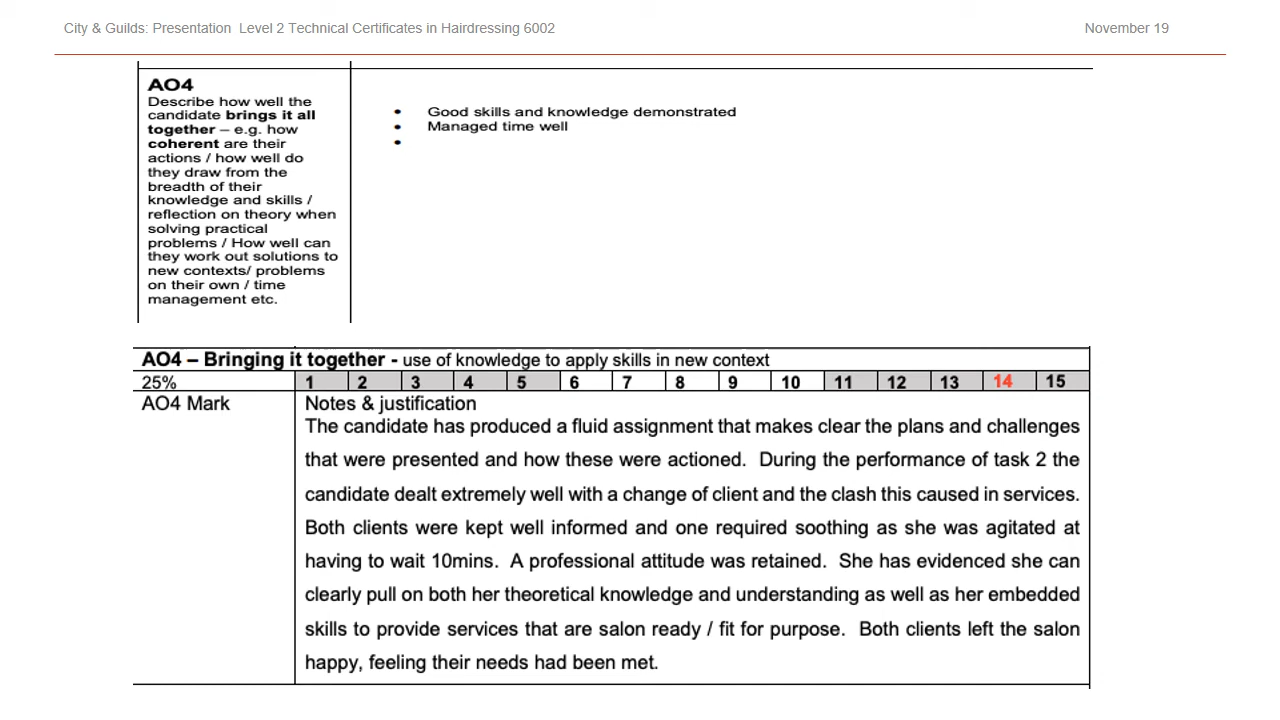 City & Guilds: Presentation  Level 2 Technical Certificates in Hairdressing 6002
November 19
AO4
Describe how well the
candidate brings it all
together – e.g. how
coherent are their
actions / how well do
they draw from the
breadth of their
knowledge and skills /
reflection on theory when
solving practical
problems / How well can
they work out solutions to
new contexts/ problems
on their own / time
management etc.
• Good skills and knowledge demonstrated
• Managed time well
•
AO4 – Bringing it together - use of knowledge to apply skills in new context
25% 1 2 3 4 5 6 7 8 9 10 11 12 13 14 15
AO4 Mark
Notes & justification
The candidate has produced a fluid assignment that makes clear the plans and challenges
that were presented and how these were actioned.  During the performance of task 2 the
candidate dealt extremely well with a change of client and the clash this caused in services.
Both clients were kept well informed and one required soothing as she was agitated at
having to wait 10mins.  A professional attitude was retained.  She has evidenced she can
clearly pull on both her theoretical knowledge and understanding as well as her embedded
skills to provide services that are salon ready / fit for purpose.  Both clients left the salon
happy, feeling their needs had been met.